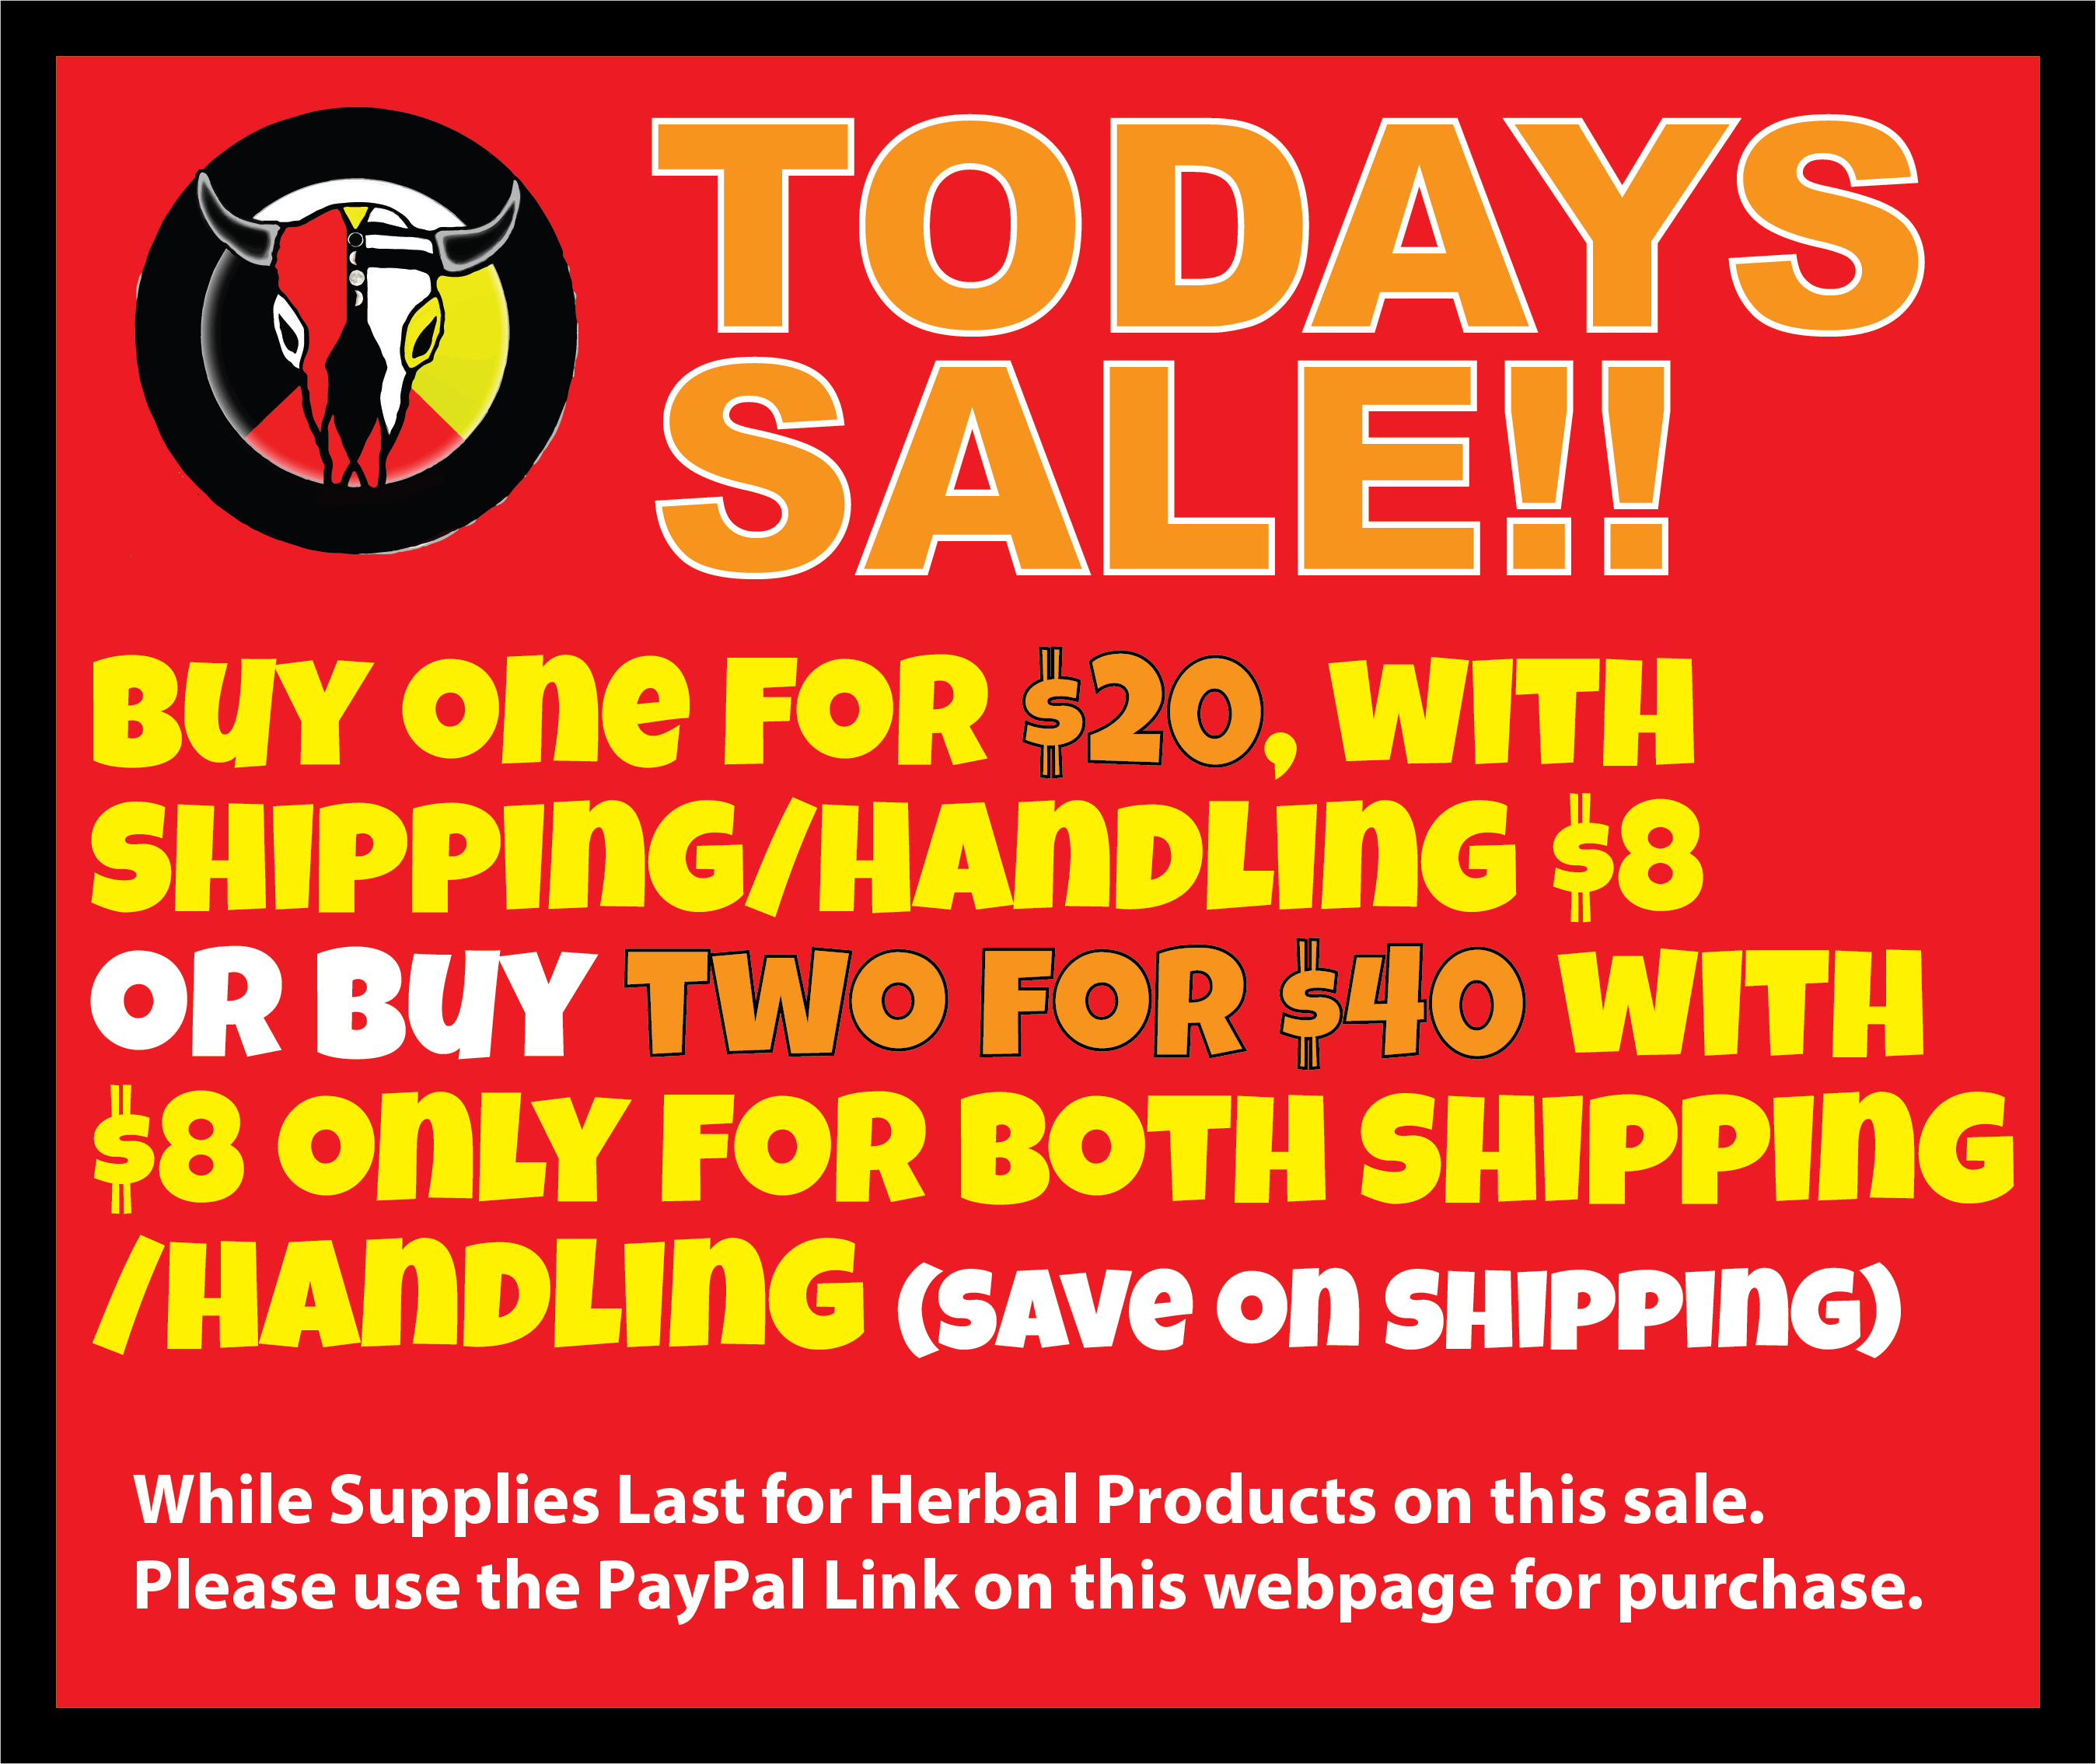 TODAYS
SALE!!
BUY ONE FOR $20, WITH
SHIPPING/HANDLING $8
OR BUY TWO FOR $40 WITH
$8 ONLY FOR BOTH SHIPPING
/HANDLING (SAVE ON SHIPPING)
While Supplies Last for Herbal Products on this sale.
Please use the PayPal Link on this webpage for purchase.